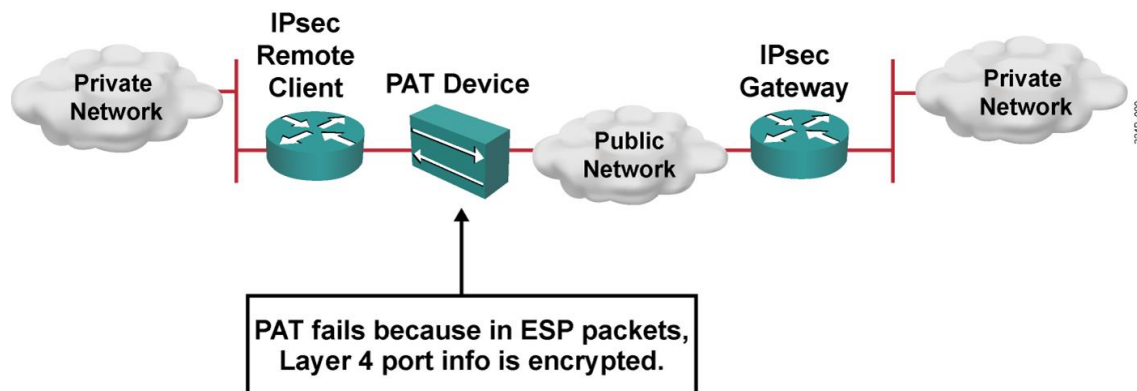 IPsec
Remote
Client
PAT Device
IPsec
Gateway
Private
Network
Public
Network
Private
Network
PAT fails because in ESP packets,
Layer 4 port info is encrypted.